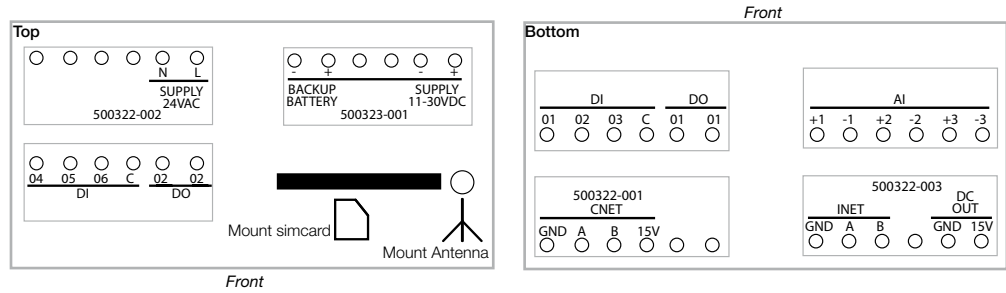 Top
N L
SUPPLY
24VAC
500322-002
- + - +
BACKUP
BATTERY
SUPPLY
11-30VDC
500323-001
04 05 06 C 02 02
DI DO
Mount simcard
Mount Antenna
Front
Front
Bottom
DI DO
01 02 03 C 01 01
AI
+1 -1 +2 -2 +3 -3
500322-001
CNET
GND A B 15V
500322-003
INET
DC
OUT
GND A B GND 15V